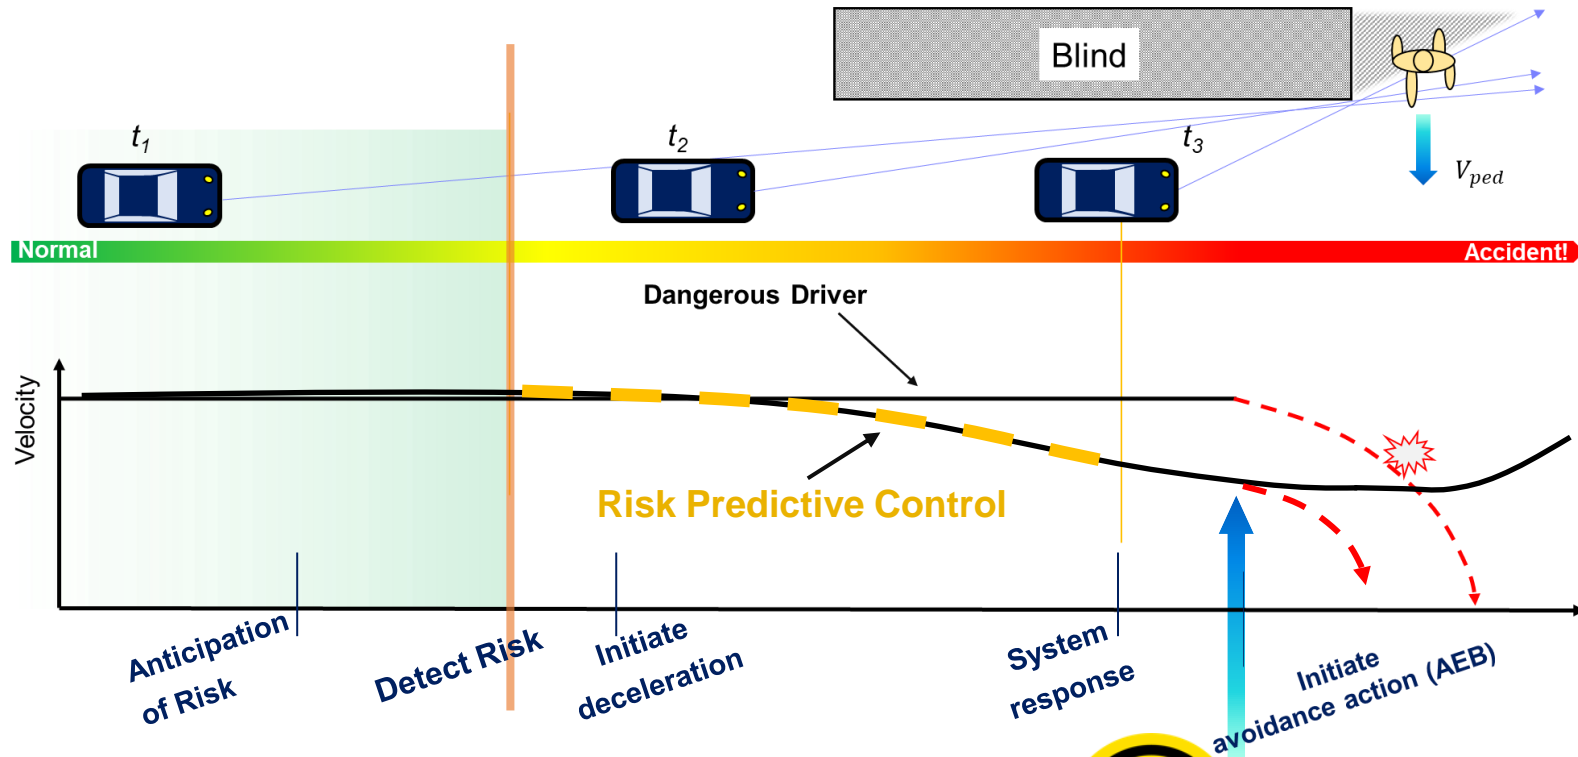 Blind
t1
t2
t3
Vped
Normal
Accident!
Dangerous Driver
Velocity
Risk Predictive Control
Anticipation
of Risk
Detect Risk
Initiate
deceleration
System
response
Initiate
avoidance action (AEB)